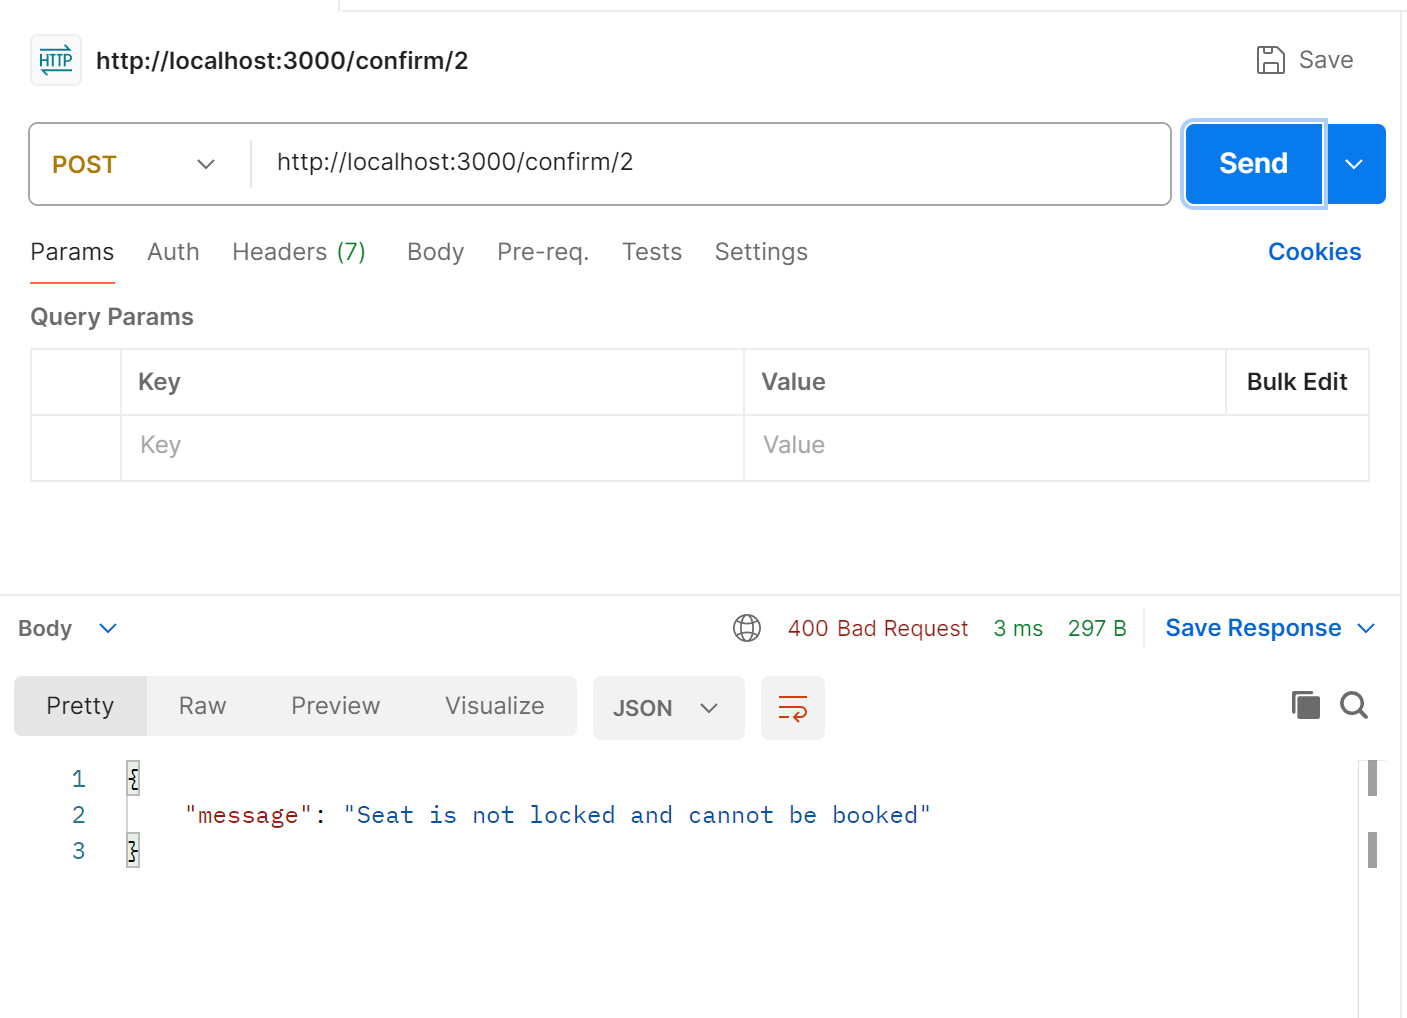 HTTP http://localhost:3000/confirm/2 Save
POST http://localhost:3000/confirm/2 Send
Params Auth Headers (7) Body Pre-req. Tests Settings Cookies
Query Params
Key Value Bulk Edit
Key Value
Body 400 Bad Request 3 ms 297 B Save Response
Pretty Raw Preview Visualize JSON
1 {
2 "message": "Seat is not locked and cannot be booked"
3 }